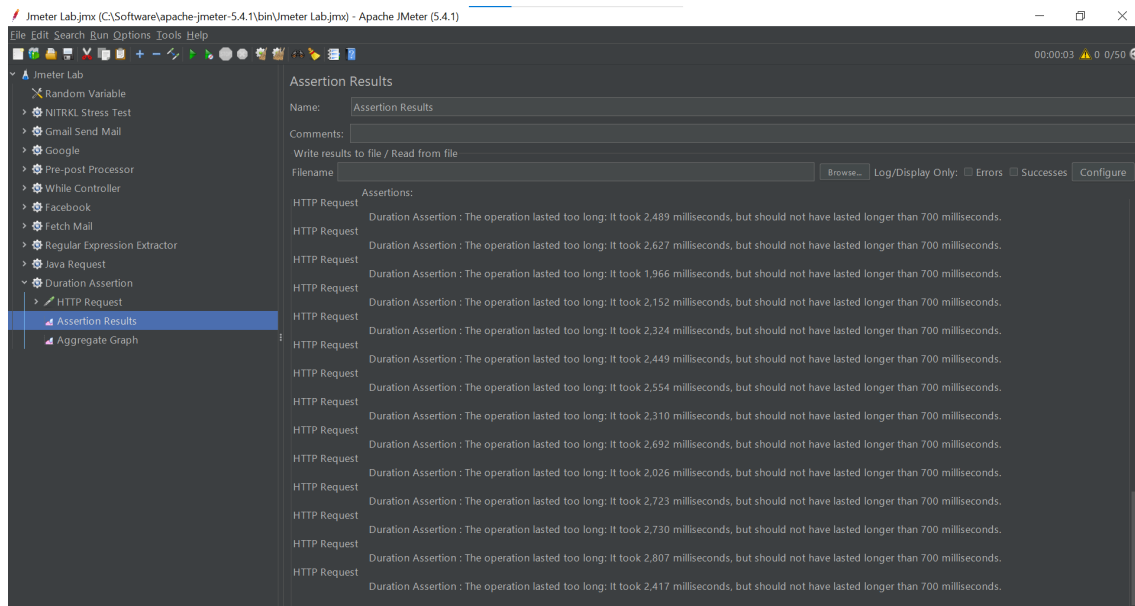 Jmeter Lab.jmx (C:\Software\apache-jmeter-5.4.1\bin\Jmeter Lab.jmx) - Apache JMeter (5.4.1)
File Edit Search Run Options Tools Help
00:00:03 0 0/50
Jmeter Lab
Random Variable
NITRKL Stress Test
Gmail Send Mail
Google
Pre-post Processor
While Controller
Facebook
Fetch Mail
Regular Expression Extractor
Java Request
Duration Assertion
HTTP Request
Assertion Results
Aggregate Graph
Assertion Results
Name: Assertion Results
Comments:
Write results to file / Read from file
Filename Browse... Log/Display Only: Errors Successes Configure
Assertions:
HTTP Request
Duration Assertion : The operation lasted too long: It took 2,489 milliseconds, but should not have lasted longer than 700 milliseconds.
HTTP Request
Duration Assertion : The operation lasted too long: It took 2,627 milliseconds, but should not have lasted longer than 700 milliseconds.
HTTP Request
Duration Assertion : The operation lasted too long: It took 1,966 milliseconds, but should not have lasted longer than 700 milliseconds.
HTTP Request
Duration Assertion : The operation lasted too long: It took 2,152 milliseconds, but should not have lasted longer than 700 milliseconds.
HTTP Request
Duration Assertion : The operation lasted too long: It took 2,324 milliseconds, but should not have lasted longer than 700 milliseconds.
HTTP Request
Duration Assertion : The operation lasted too long: It took 2,449 milliseconds, but should not have lasted longer than 700 milliseconds.
HTTP Request
Duration Assertion : The operation lasted too long: It took 2,554 milliseconds, but should not have lasted longer than 700 milliseconds.
HTTP Request
Duration Assertion : The operation lasted too long: It took 2,310 milliseconds, but should not have lasted longer than 700 milliseconds.
HTTP Request
Duration Assertion : The operation lasted too long: It took 2,692 milliseconds, but should not have lasted longer than 700 milliseconds.
HTTP Request
Duration Assertion : The operation lasted too long: It took 2,026 milliseconds, but should not have lasted longer than 700 milliseconds.
HTTP Request
Duration Assertion : The operation lasted too long: It took 2,723 milliseconds, but should not have lasted longer than 700 milliseconds.
HTTP Request
Duration Assertion : The operation lasted too long: It took 2,730 milliseconds, but should not have lasted longer than 700 milliseconds.
HTTP Request
Duration Assertion : The operation lasted too long: It took 2,807 milliseconds, but should not have lasted longer than 700 milliseconds.
HTTP Request
Duration Assertion : The operation lasted too long: It took 2,417 milliseconds, but should not have lasted longer than 700 milliseconds.